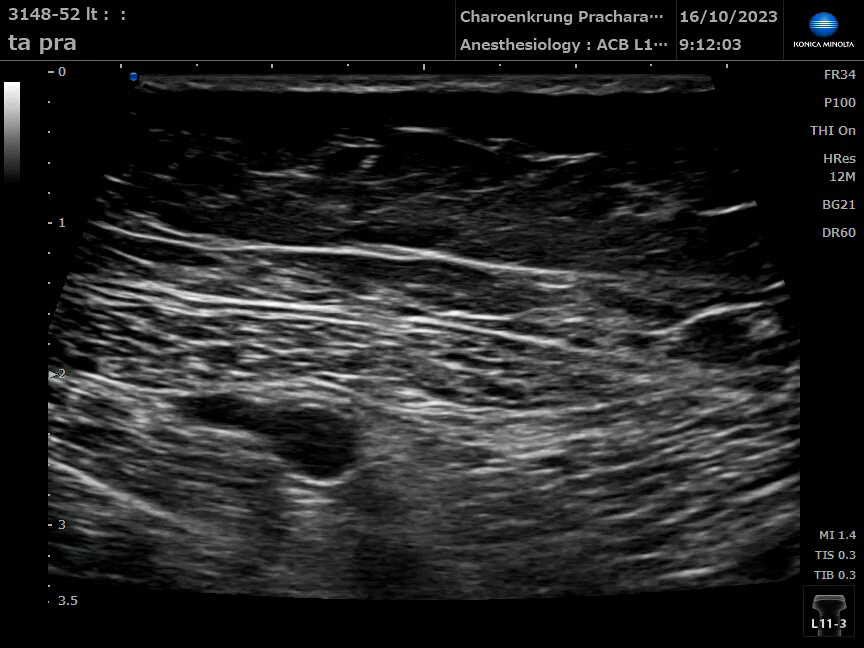 3148-52 lt : :
ta pra
Charoenkrung Prachara···
16/10/2023
Anesthesiology : ACB L1···
9:12:03
KONICA MINOLTA
FR34
P100
THI On
HRes
12M
BG21
DR60
0
1
2
3
3.5
MI 1.4
TIS 0.3
TIB 0.3
L11-3